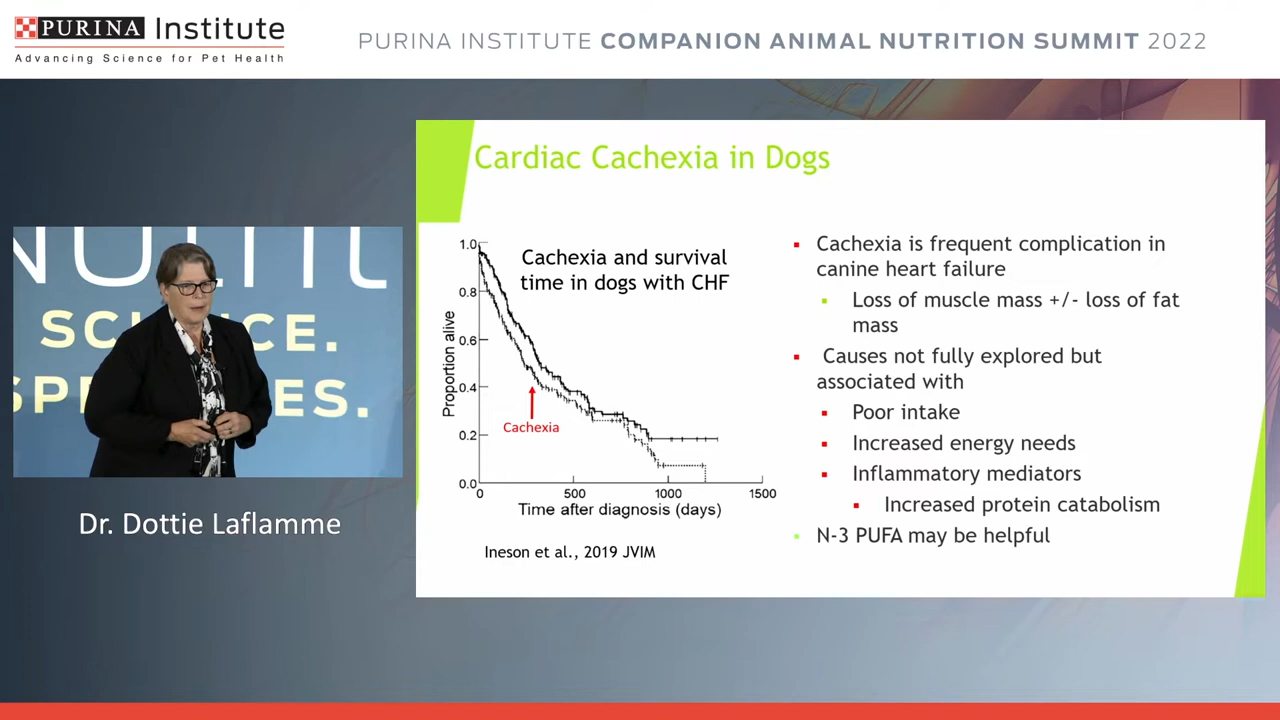 PURINA Institute
Advancing Science for Pet Health
PURINA INSTITUTE COMPANION ANIMAL NUTRITION SUMMIT 2022
SCIENCE.
ES.
Dr. Dottie Laflamme
Cardiac Cachexia in Dogs
Cachexia and survival
time in dogs with CHF
Proportion alive
1.0
0.8
0.6
0.4
0.2
0.0
Cachexia
0
500
1000
1500
Time after diagnosis (days)
Ineson et al., 2019 JVIM
Cachexia is frequent complication in
canine heart failure
Loss of muscle mass +/- loss of fat
mass
Causes not fully explored but
associated with
Poor intake
Increased energy needs
Inflammatory mediators
Increased protein catabolism
N-3 PUFA may be helpful